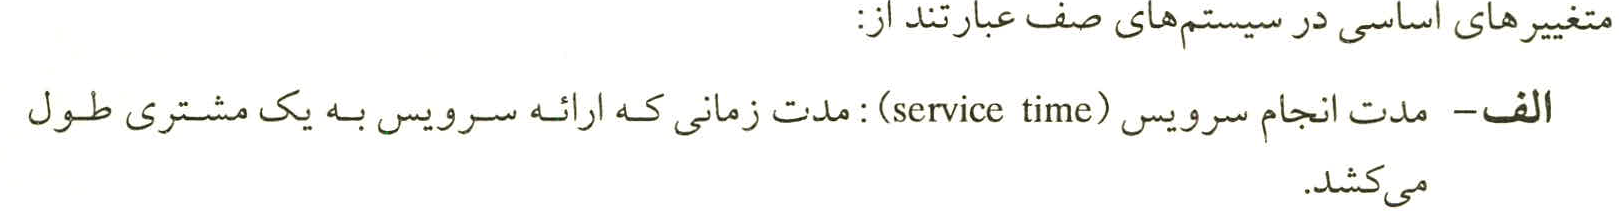 متغییرهای اساسی در سیستم‌های صف عبارتند از:
الف- مدت انجام سرویس (service time): مدت زمانی که ارائه سرویس به یک مشتری طول
می‌کشد.